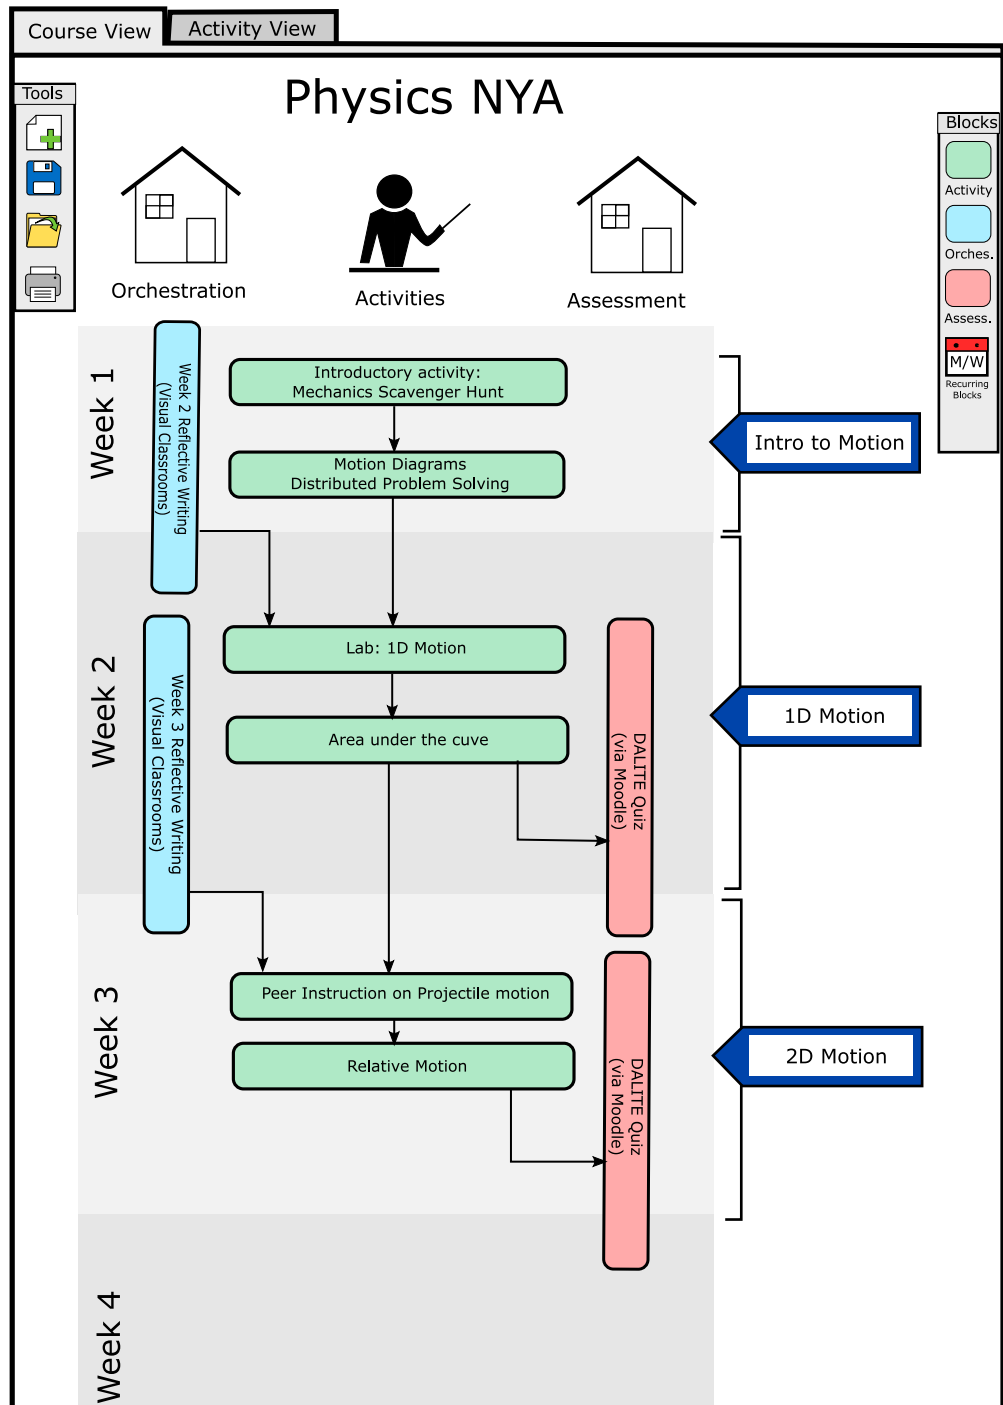 Course View
Activity View
Tools
Physics NYA
Blocks
Activity
Orches.
Assess.
M/W
Recurring
Blocks
Orchestration
Activities
Assessment
Week 1
Week 2 Reflective Writing
(Visual Classrooms)
Introductory activity:
Mechanics Scavenger Hunt
Motion Diagrams
Distributed Problem Solving
Intro to Motion
Week 2
Week 3 Reflective Writing
(Visual Classrooms)
Lab: 1D Motion
Area under the cuve
DALITE Quiz
(via Moodle)
1D Motion
Week 3
Peer Instruction on Projectile motion
Relative Motion
DALITE Quiz
(via Moodle)
2D Motion
Week 4